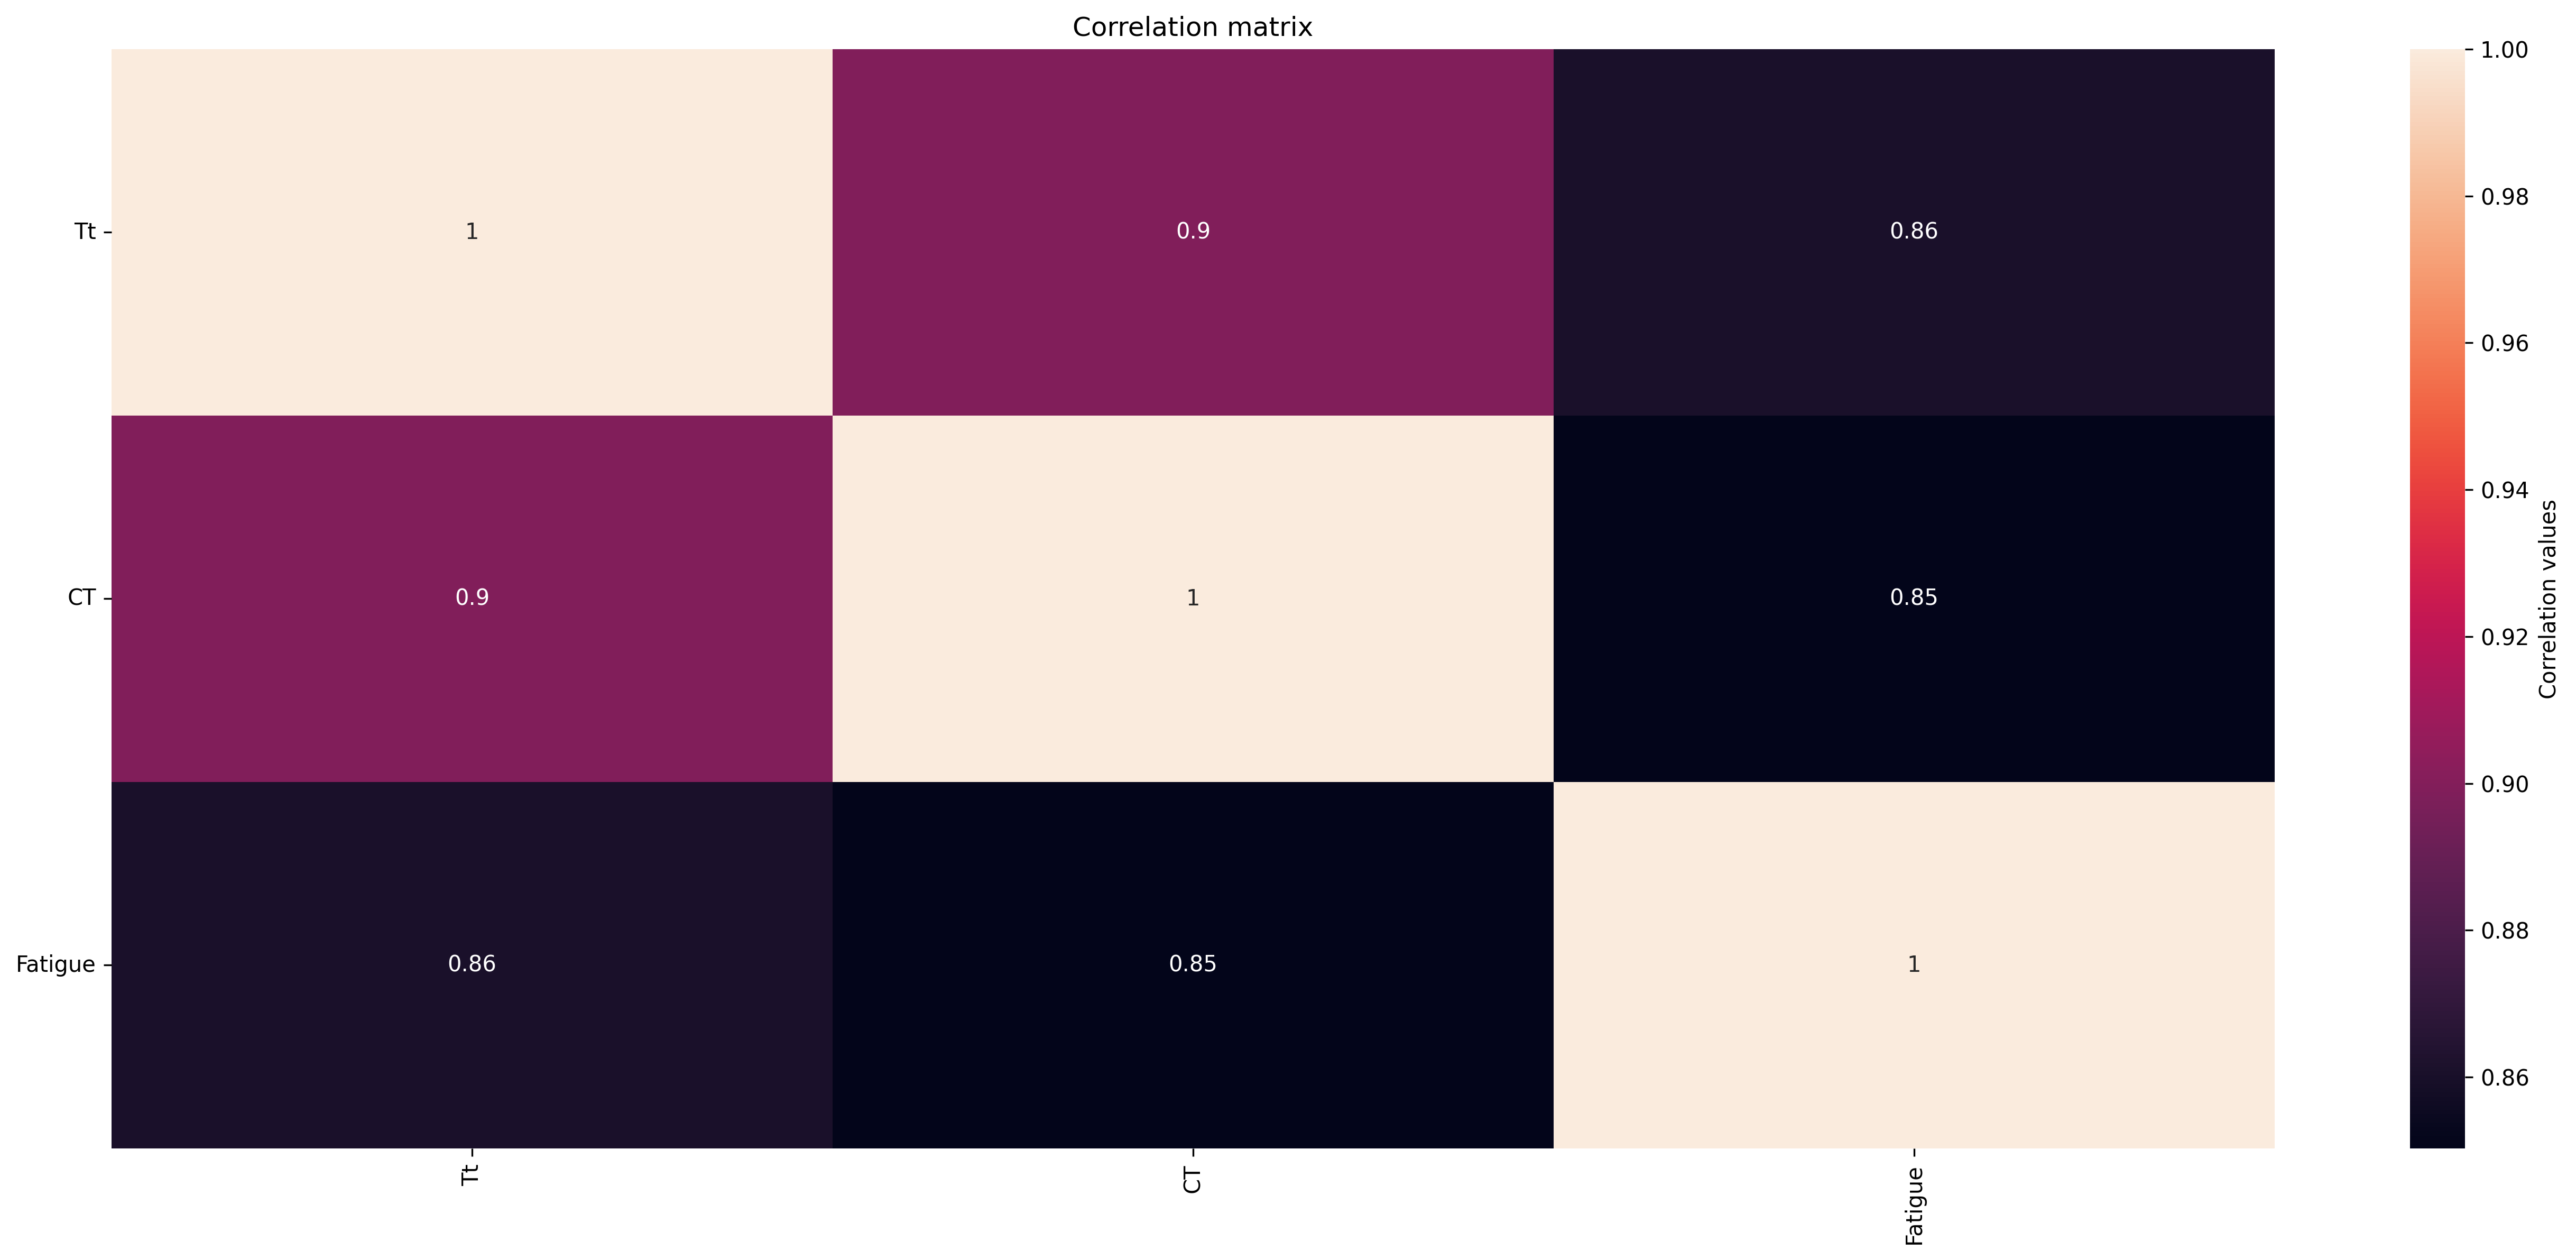 Correlation matrix
Tt
1
0.9
0.86
CT
0.9
1
0.85
Fatigue
0.86
0.85
1
Tt
CT
Fatigue
1.00
0.98
0.96
0.94
0.92
0.90
0.88
0.86
Correlation values